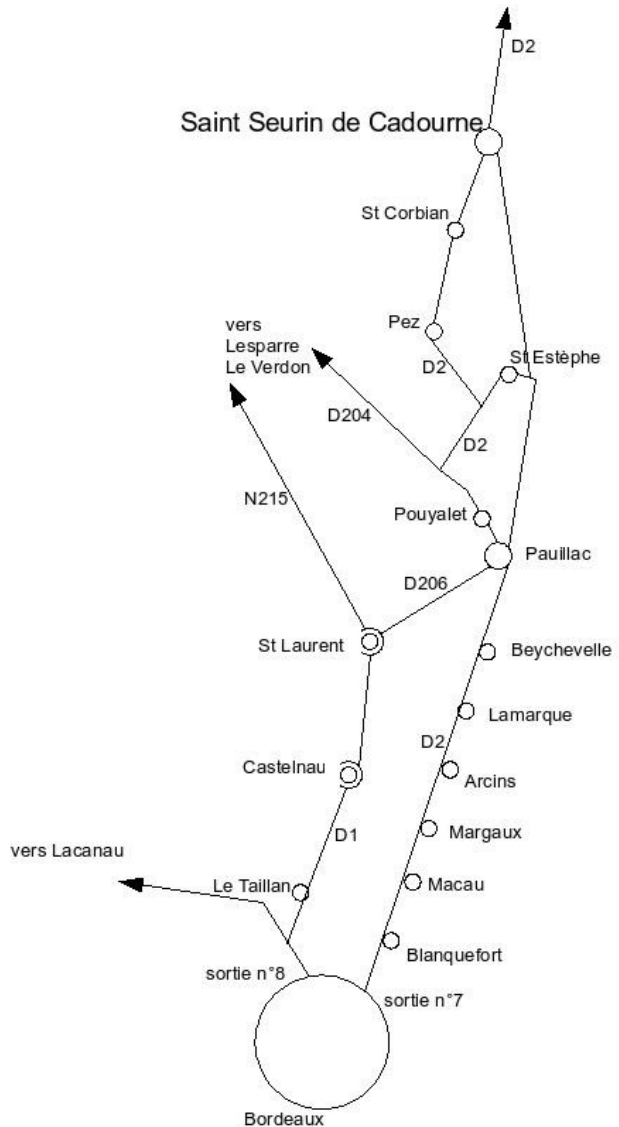 D2
Saint Seurin de Cadourne
St Corbian
Pez
vers
Lesparre
Le Verdon
St Estèphe
D2
D204
D2
N215
Pouyalet
Pauillac
D206
St Laurent
Beychevelle
Lamarque
D2
Castelnau
Arcins
Margaux
D1
vers Lacanau
Le Taillan
Macau
Blanquefort
sortie n°8
sortie n°7
Bordeaux